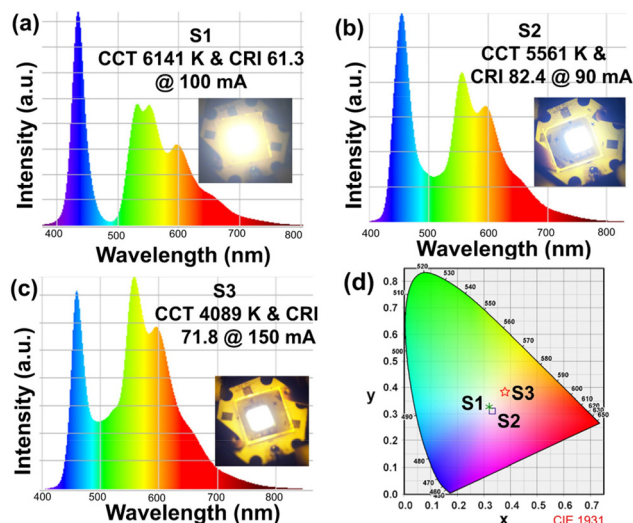 (a)
S1
CCT 6141 K & CRI 61.3
@ 100 mA
Intensity (a.u.)
400 500 600 700 800
Wavelength (nm)
(b)
S2
CCT 5561 K &
CRI 82.4 @ 90 mA
Intensity (a.u.)
400 500 600 700 800
Wavelength (nm)
(c)
S3
CCT 4089 K & CRI
71.8 @ 150 mA
Intensity (a.u.)
400 500 600 700 800
Wavelength (nm)
(d)
0.8
0.7
0.6
0.5
0.4
0.3
0.2
0.1
0.0
y
520
530
540
550
560
570
580
590
600
610
620
630
510
500
490
480
470
S1
S2
S3
0.0 0.1 0.2 0.3 0.4 0.5 0.6 0.7
x
CIE 1931